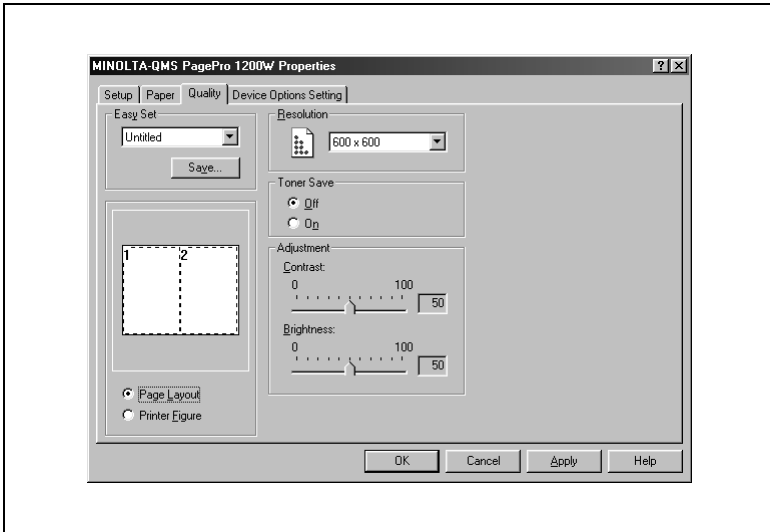 MINOLTA-QMS PagePro 1200W Properties
Setup Paper Quality Device Options Setting
Easy Set
Untitled
Save...
1 2
Page Layout
Printer Figure
Resolution
600 x 600
Toner Save
Off
On
Adjustment
Contrast:
0 100
50
Brightness:
0 100
50
OK Cancel Apply Help